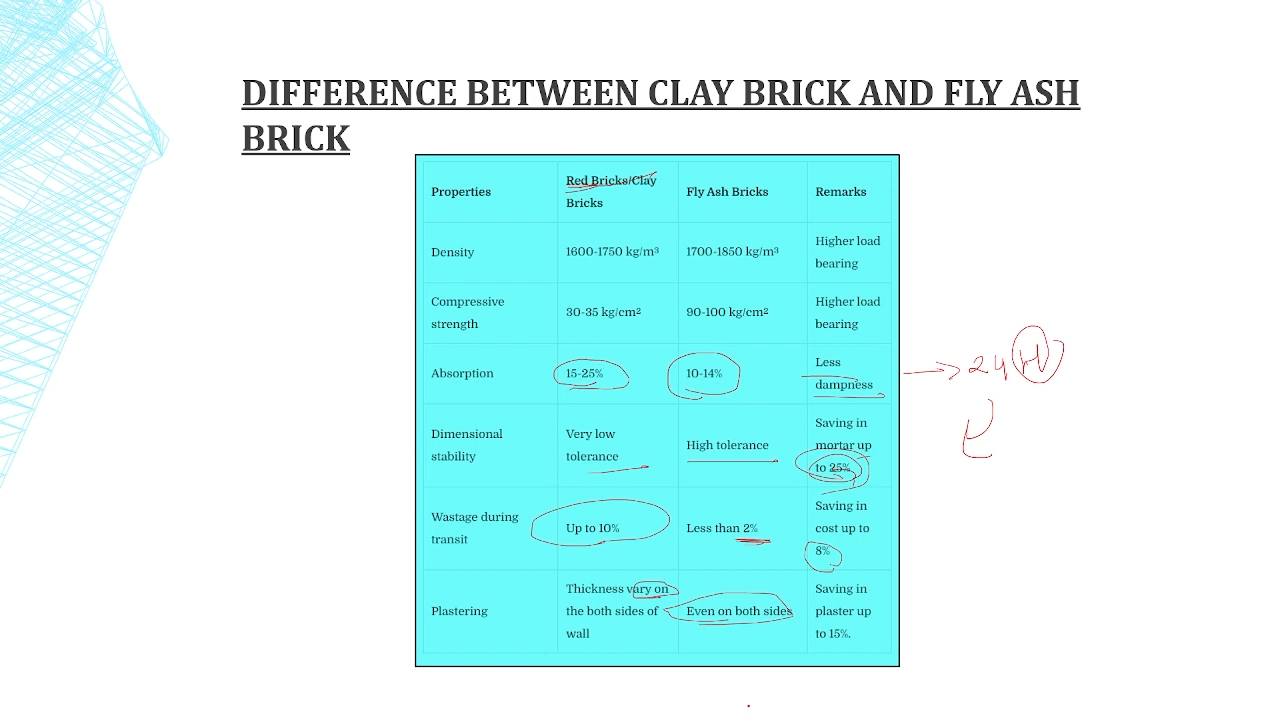 DIFFERENCE BETWEEN CLAY BRICK AND FLY ASH
BRICK
Properties
Red Bricks/Clay
Bricks
Fly Ash Bricks
Remarks
Density
1600-1750 kg/m³
1700-1850 kg/m³
Higher load
bearing
Compressive
strength
30-35 kg/cm²
90-100 kg/cm²
Higher load
bearing
Absorption
15-25%
10-14%
Less
dampness
24 H
Dimensional
stability
Very low
tolerance
High tolerance
Saving in
mortar up
to 25%
Wastage during
transit
Up to 10%
Less than 2%
Saving in
cost up to
8%
Plastering
Thickness vary on
the both sides of
wall
Even on both sides
Saving in
plaster up
to 15%.